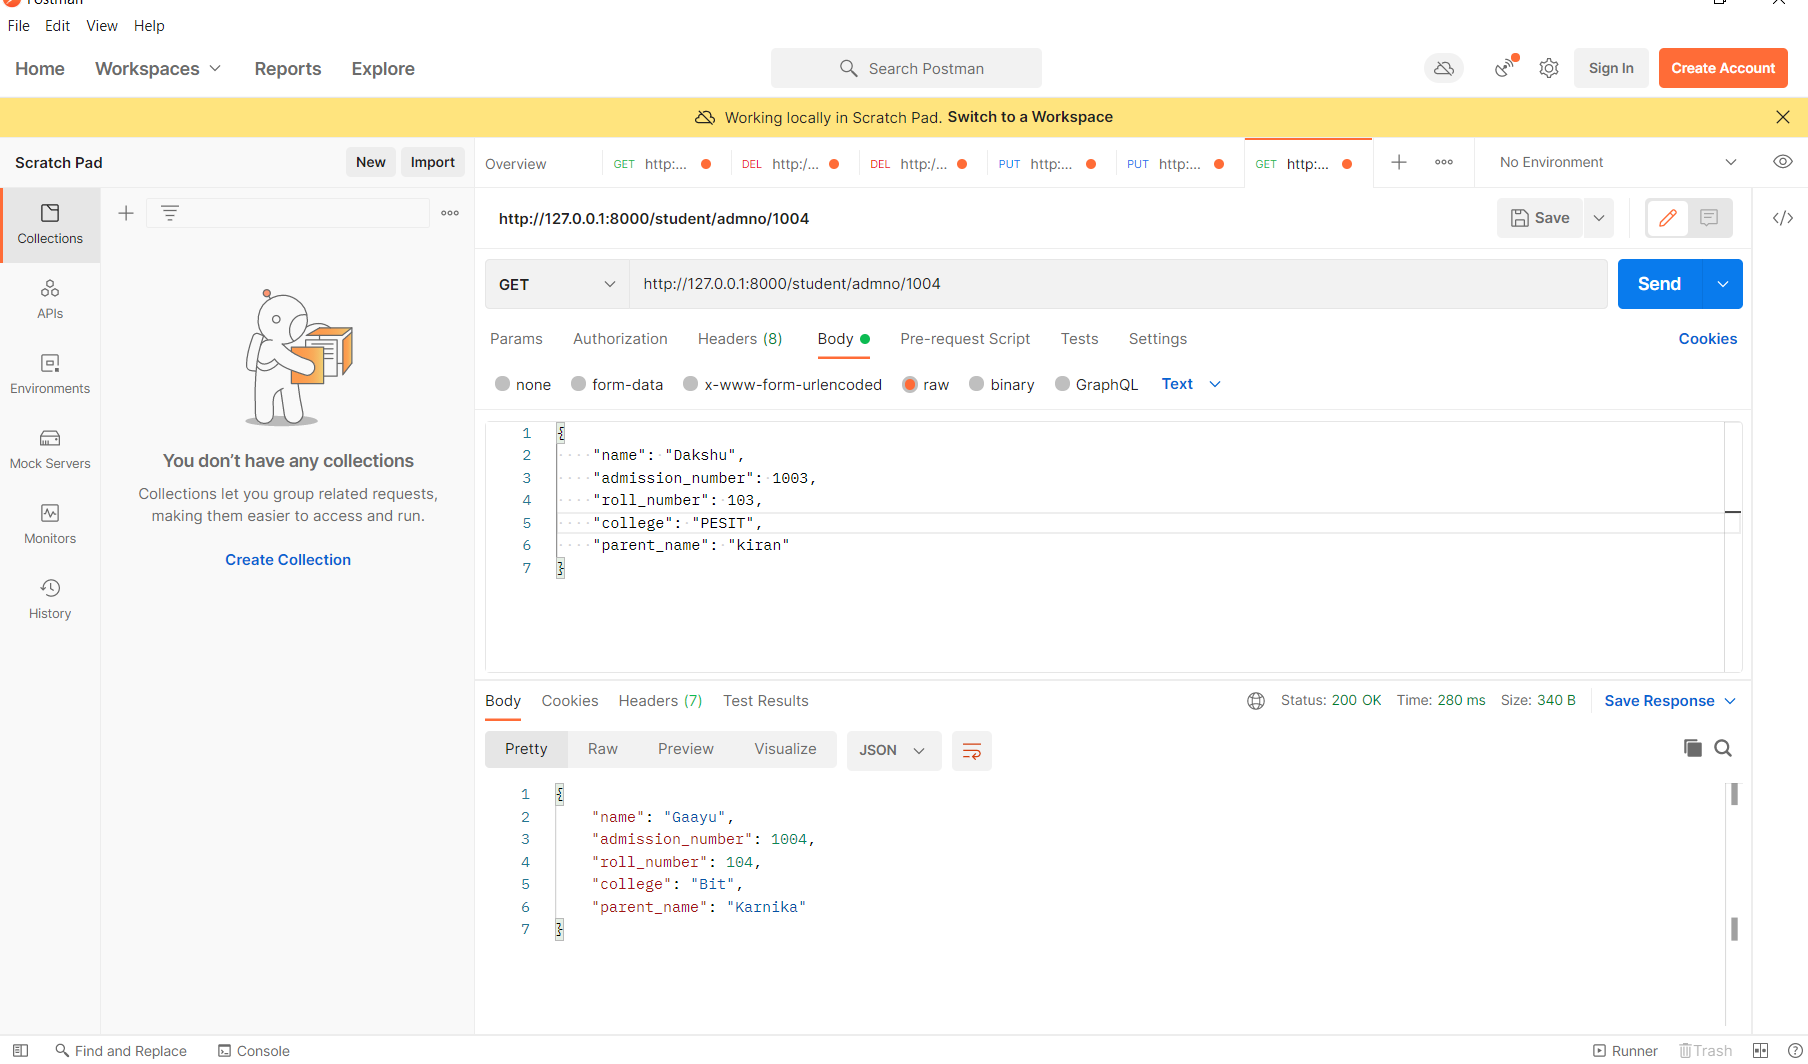 Postman
File Edit View Help
Home Workspaces Reports Explore Search Postman Sign In Create Account
Working locally in Scratch Pad. Switch to a Workspace
Scratch Pad New Import Overview GET http:... DEL http:/... DEL http:/... PUT http:... PUT http:... GET http:... No Environment
Collections
APIs
Environments
Mock Servers
Monitors
History
You don't have any collections
Collections let you group related requests,
making them easier to access and run.
Create Collection
http://127.0.0.1:8000/student/admno/1004 Save
GET http://127.0.0.1:8000/student/admno/1004 Send
Params Authorization Headers (8) Body Pre-request Script Tests Settings Cookies
none form-data x-www-form-urlencoded raw binary GraphQL Text
1 {
2 "name": "Dakshu",
3 "admission_number": 1003,
4 "roll_number": 103,
5 "college": "PESIT",
6 "parent_name": "kiran"
7 }
Body Cookies Headers (7) Test Results Status: 200 OK Time: 280 ms Size: 340 B Save Response
Pretty Raw Preview Visualize JSON
1 {
2 "name": "Gaayu",
3 "admission_number": 1004,
4 "roll_number": 104,
5 "college": "Bit",
6 "parent_name": "Karnika"
7 }
Find and Replace Console Runner Trash